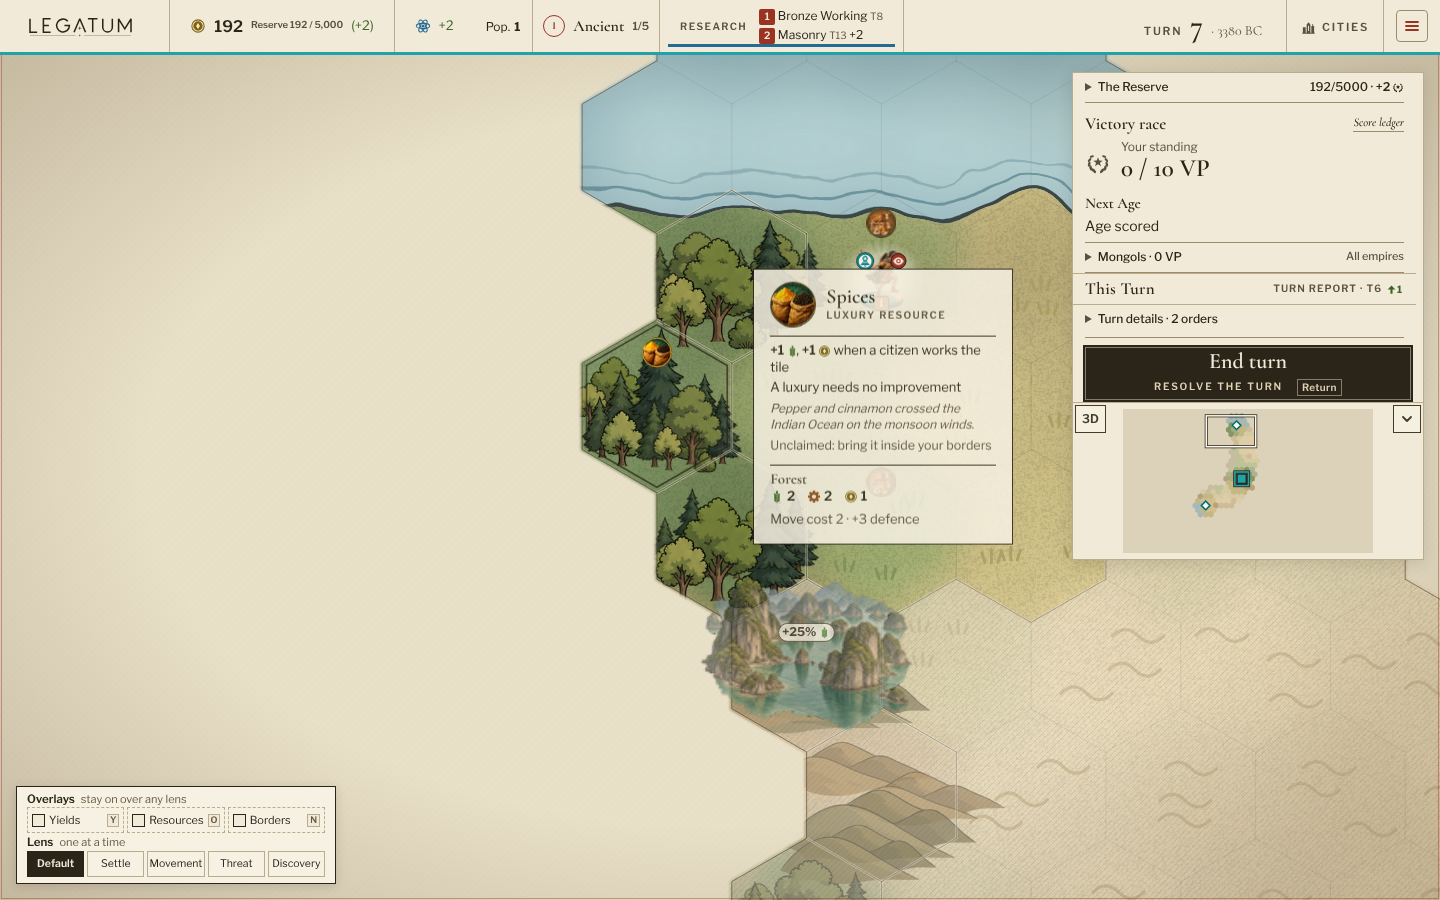 LEGATUM
192 Reserve 192 / 5,000 (+2)
+2
Pop. 1
I Ancient 1/5
RESEARCH
1 Bronze Working T8
2 Masonry T13 +2
TURN 7 · 3380 BC
CITIES
The Reserve 192/5000 · +2
Victory race Score ledger
Your standing
0 / 10 VP
Next Age
Age scored
Mongols · 0 VP All empires
This Turn TURN REPORT · T6 1
Turn details · 2 orders
End turn
RESOLVE THE TURN Return
3D
Spices
LUXURY RESOURCE
+1 , +1 when a citizen works the
tile
A luxury needs no improvement
Pepper and cinnamon crossed the
Indian Ocean on the monsoon winds.
Unclaimed: bring it inside your borders
Forest
2 2 1
Move cost 2 · +3 defence
+25%
Overlays stay on over any lens
Yields Y Resources O Borders N
Lens one at a time
Default Settle Movement Threat Discovery